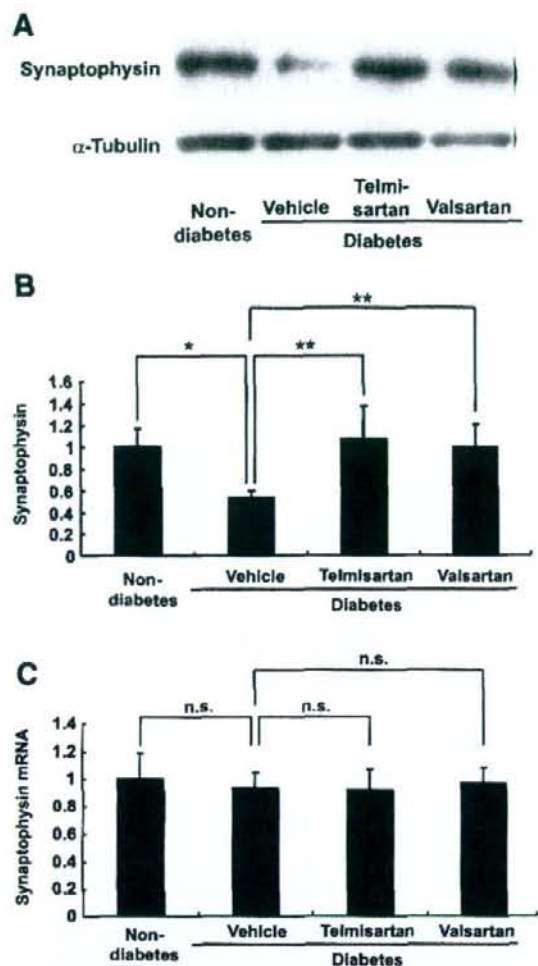 A
Synaptophysin
α-Tubulin
Non-
diabetes
Vehicle
Telmi-
sartan
Valsartan
Diabetes
B
**
*
**
Synaptophysin
1.6
1.4
1.2
1
0.8
0.6
0.4
0.2
0
Non-
diabetes
Vehicle
Telmisartan
Valsartan
Diabetes
C
n.s.
n.s.
n.s.
Synaptophysin mRNA
1.4
1.2
1
0.8
0.6
0.4
0.2
0
Non-
diabetes
Vehicle
Telmisartan
Valsartan
Diabetes